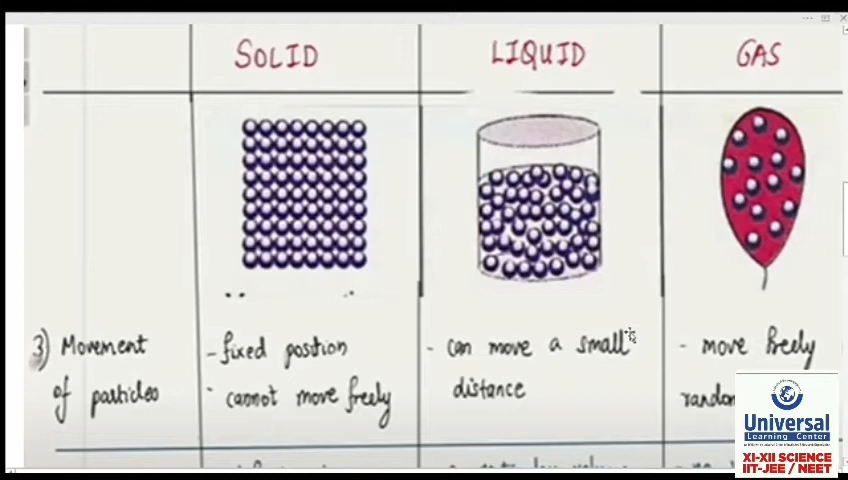 SOLID LIQUID GAS
3) Movement - fixed position - can move a small - move freely
of particles - cannot move freely distance random
Universal
Learning Center
XI-XII SCIENCE
IIT-JEE / NEET